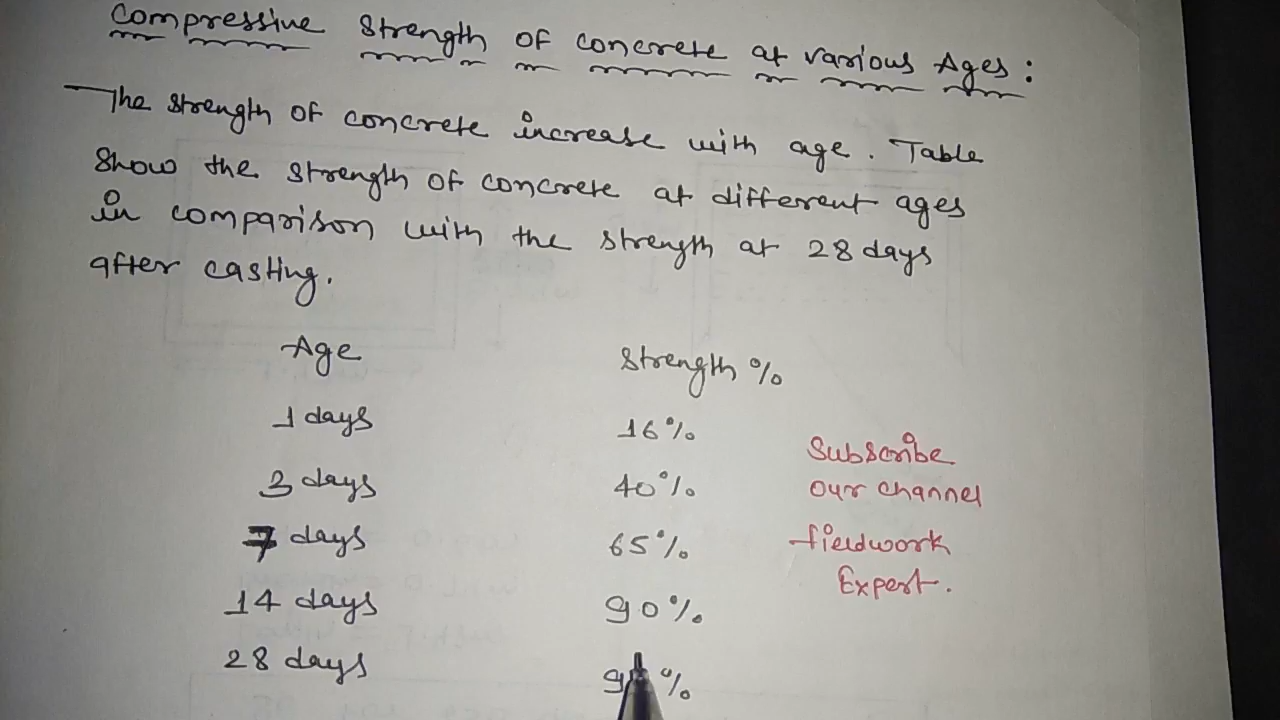 Compressive Strength of concrete at various Ages:
The strength of concrete increase with age. Table
Show the strength of concrete at different ages
in comparison with the strength at 28 days
after casting.
Age Strength %
1 days 16%
3 days 40%
7 days 65%
14 days 90%
28 days
Subscribe
our channel
fieldwork
Expert.